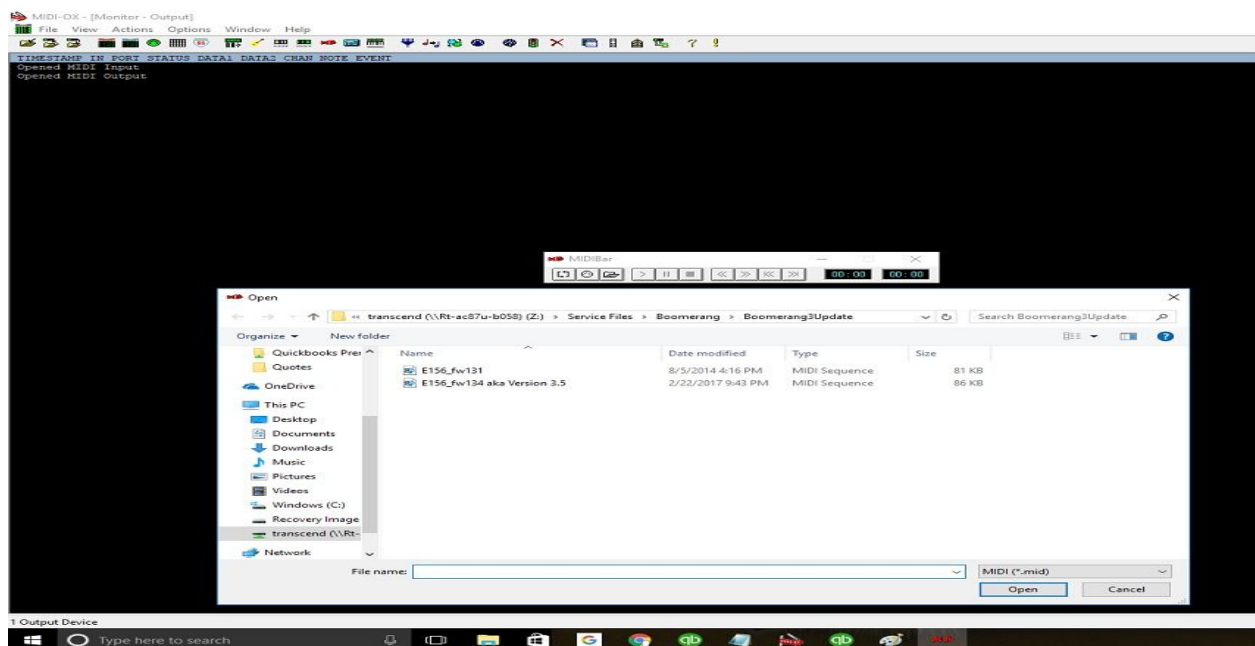 MIDI-OX - [Monitor - Output]
File View Actions Options Window Help
TIMESTAMP IN PORT STATUS DATA1 DATA2 CHAN NOTE EVENT
Opened MIDI Input
Opened MIDI Output
MIDIBar
00:00 00:00
Open
« transcend (\\Rt-ac87u-b058) (Z:) > Service Files > Boomerang > Boomerang3Update
Search Boomerang3Update
Organize New folder
Name Date modified Type Size
E156_fw131 8/5/2014 4:16 PM MIDI Sequence 81 KB
E156_fw134 aka Version 3.5 2/22/2017 9:43 PM MIDI Sequence 86 KB
Quickbooks Prer
Quotes
OneDrive
This PC
Desktop
Documents
Downloads
Music
Pictures
Videos
Windows (C:)
Recovery Image
transcend (\\Rt-
Network
File name:
MIDI (*.mid)
Open Cancel
1 Output Device
Type here to search